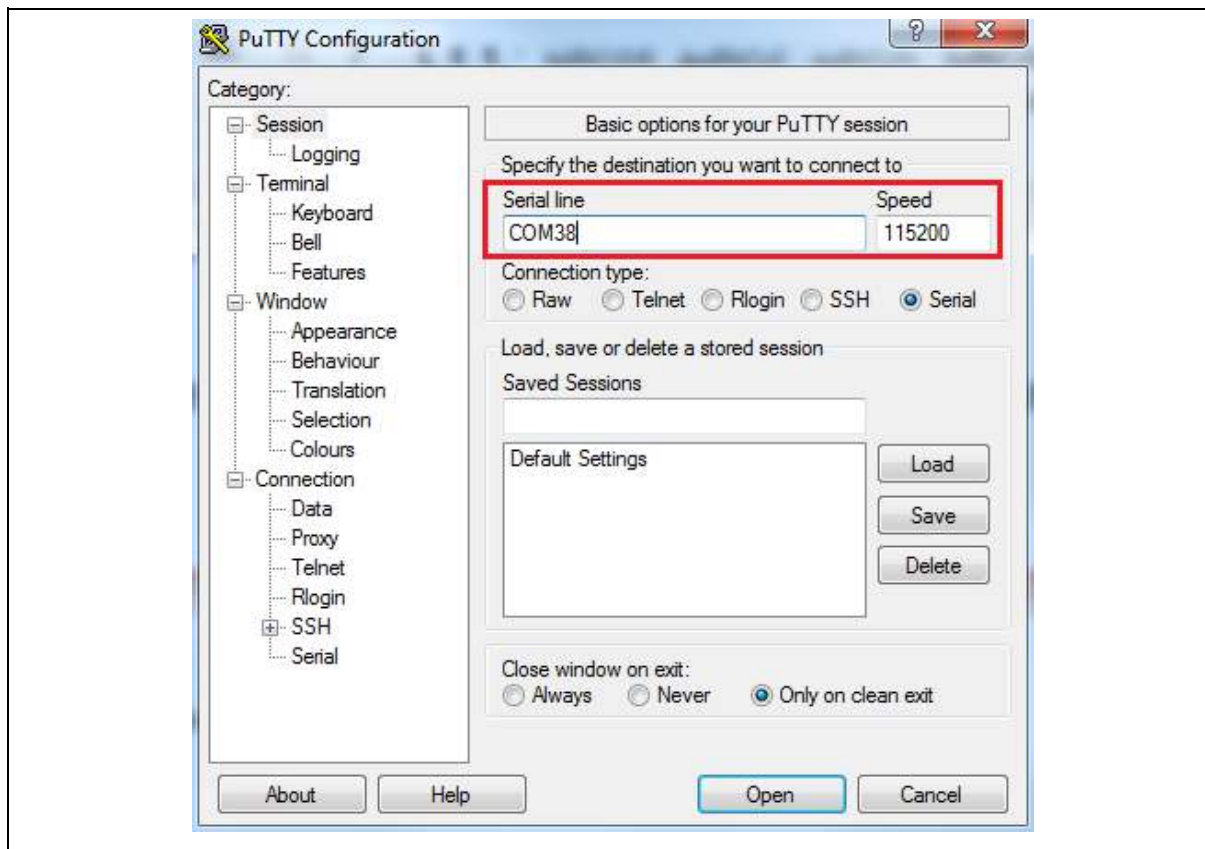 PuTTY Configuration
Category:
Session
Logging
Terminal
Keyboard
Bell
Features
Window
Appearance
Behaviour
Translation
Selection
Colours
Connection
Data
Proxy
Telnet
Rlogin
SSH
Serial
Basic options for your PuTTY session
Specify the destination you want to connect to
Serial line Speed
COM38 115200
Connection type:
Raw Telnet Rlogin SSH Serial
Load, save or delete a stored session
Saved Sessions
Default Settings
Load
Save
Delete
Close window on exit:
Always Never Only on clean exit
About Help Open Cancel